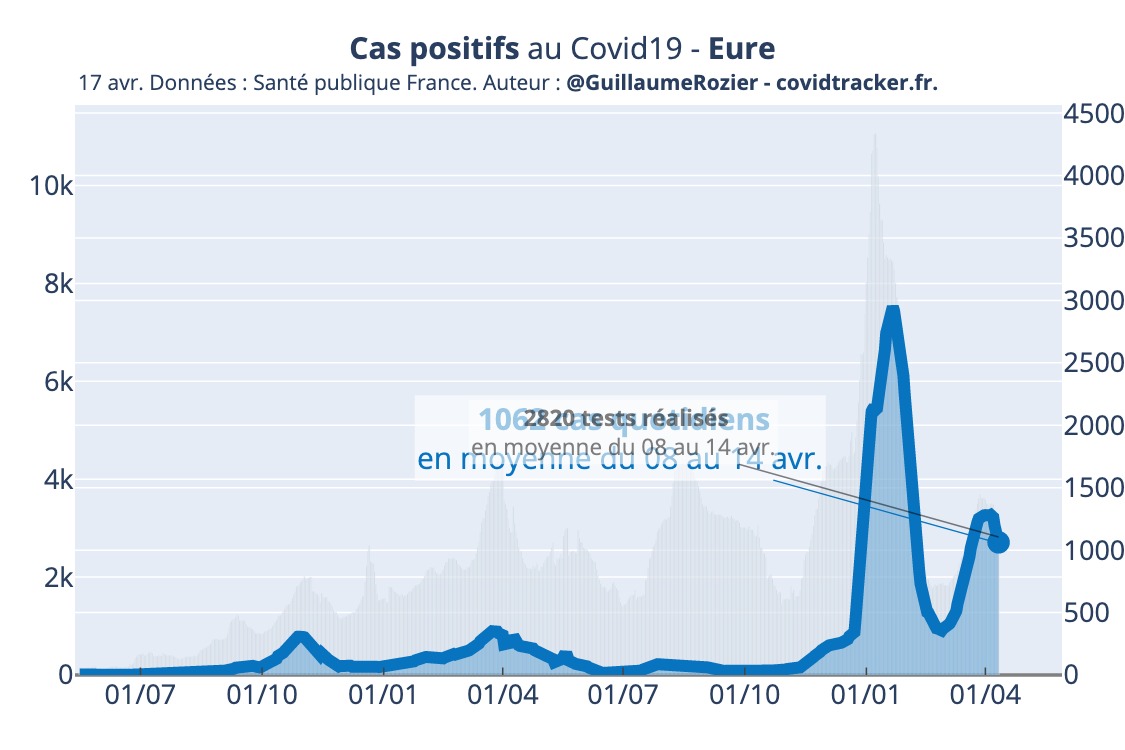 Cas positifs au Covid19 - Eure
17 avr. Données : Santé publique France. Auteur : @GuillaumeRozier - covidtracker.fr.
4500
10k
4000
3500
8k
3000
6k
2500
1062 cas quotidiens
2820 tests réalisés
2000
en moyenne du 08 au 14 avr.
en moyenne du 08 au 14 avr.
4k
1500
1000
2k
500
0
0
01/07 01/10 01/01 01/04 01/07 01/10 01/01 01/04